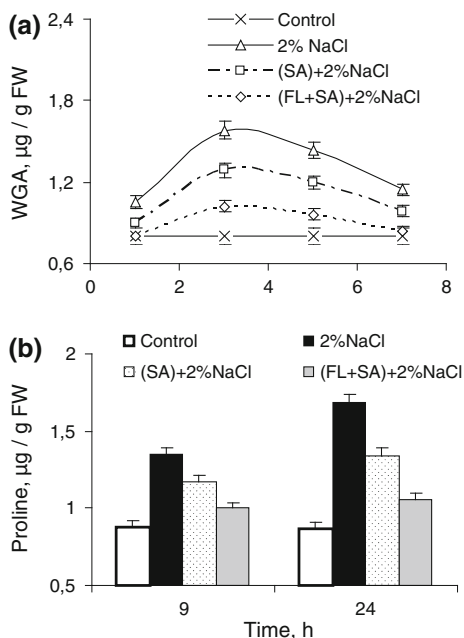 (a)
Control
2% NaCl
(SA)+2%NaCl
(FL+SA)+2%NaCl
WGA, µg / g FW
2,4
1,8
1,2
0,6
0 2 4 6 8
(b)
Control 2%NaCl
(SA)+2%NaCl (FL+SA)+2%NaCl
Proline, µg / g FW
2
1,5
1
0,5
9 24
Time, h